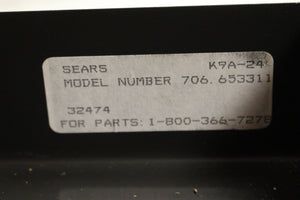 SEARS K9A-24
MODEL NUMBER 706.653311
32474
FOR PARTS:1-800-366-7278